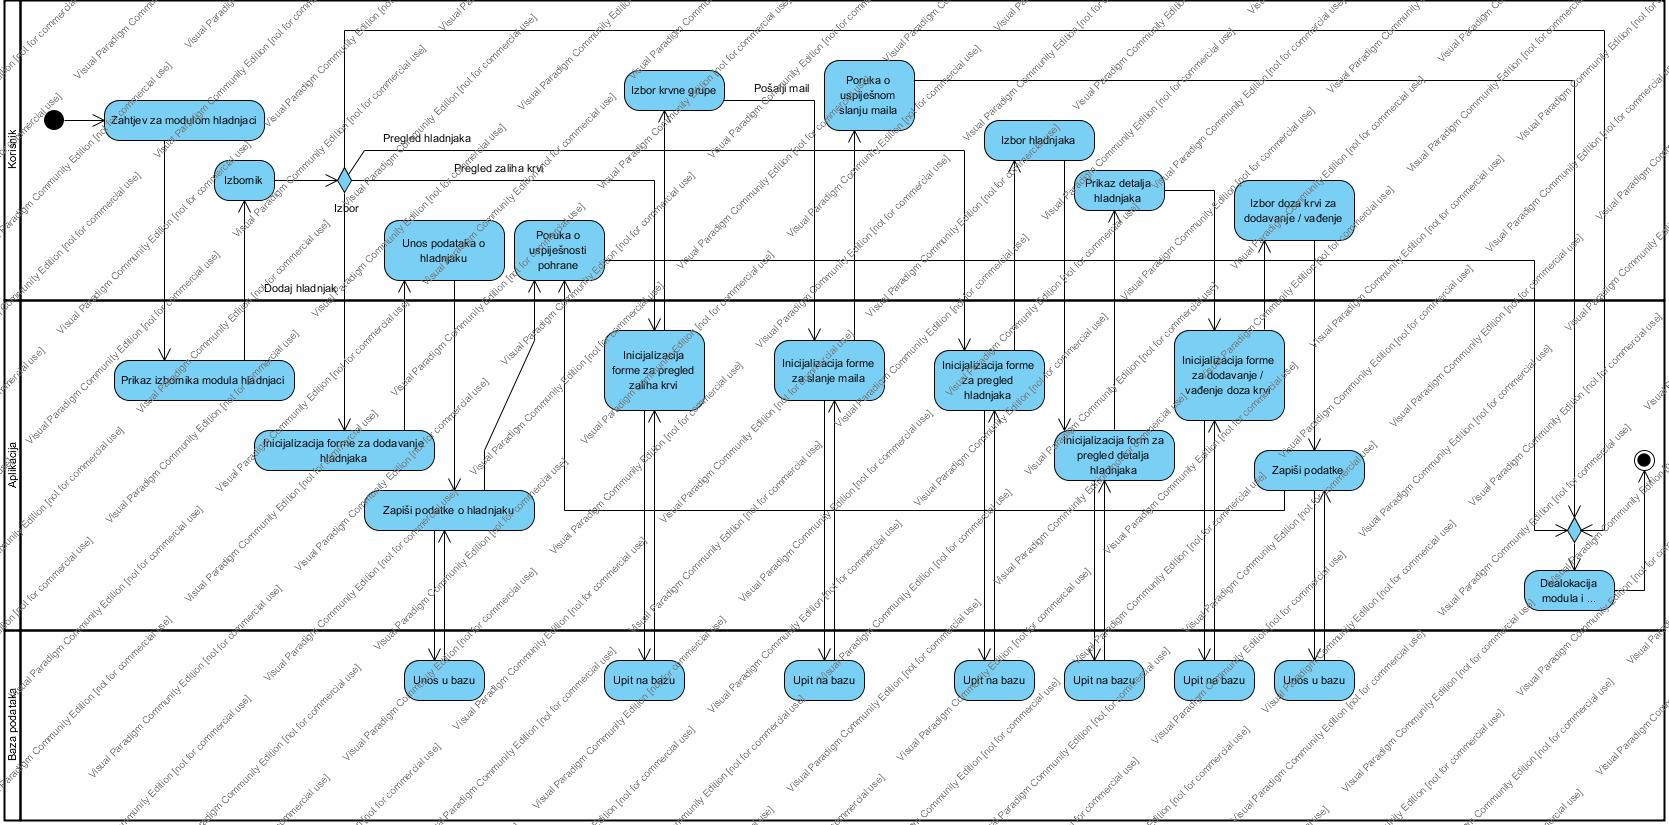 Korisnik
Zahtjev za modulom hladnjaci
Izbornik
Izbor
Pregled hladnjaka
Pregled zaliha krvi
Dodaj hladnjak
Unos podataka o
hladnjaku
Poruka o
uspiješnosti
pohrane
Izbor krvne grupe
Pošalji mail
Poruka o
uspiješnom
slanju maila
Izbor hladnjaka
Prikaz detalja
hladnjaka
Izbor doza krvi za
dodavanje / vađenje
Aplikacija
Prikaz izbornika modula hladnjaci
Inicijalizacija forme za dodavanje
hladnjaka
Zapiši podatke o hladnjaku
Inicijalizacija
forme za pregled
zaliha krvi
Inicijalizacija forme
za slanje maila
Inicijalizacija forme
za pregled
hladnjaka
Inicijalizacija form za
pregled detalja
hladnjaka
Inicijalizacija forme
za dodavanje /
vađenje doza krvi
Zapiši podatke
Dealokacija
modula i ...
Baza podataka
Unos u bazu
Upit na bazu
Upit na bazu
Upit na bazu
Upit na bazu
Upit na bazu
Unos u bazu
Visual Paradigm Community Edition [not for commercial use]